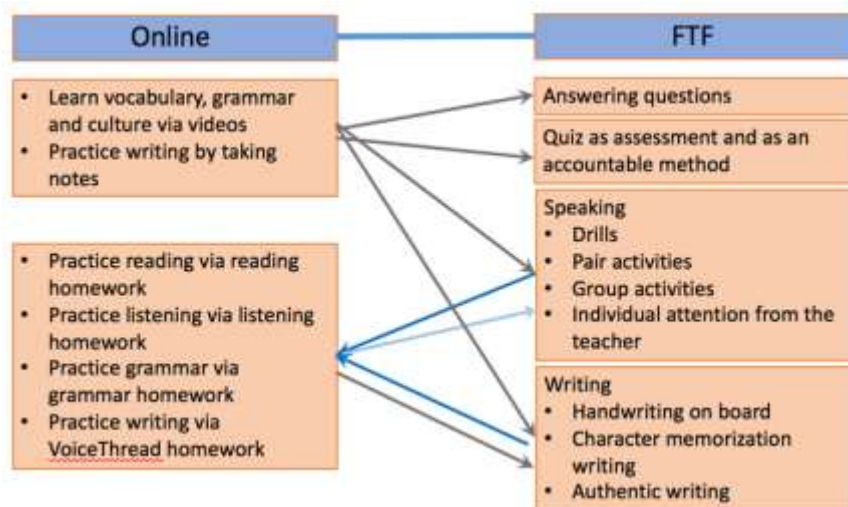 Online
• Learn vocabulary, grammar
and culture via videos
• Practice writing by taking
notes
• Practice reading via reading
homework
• Practice listening via listening
homework
• Practice grammar via
grammar homework
• Practice writing via
VoiceThread homework
FTF
Answering questions
Quiz as assessment and as an
accountable method
Speaking
• Drills
• Pair activities
• Group activities
• Individual attention from the
teacher
Writing
• Handwriting on board
• Character memorization
writing
• Authentic writing